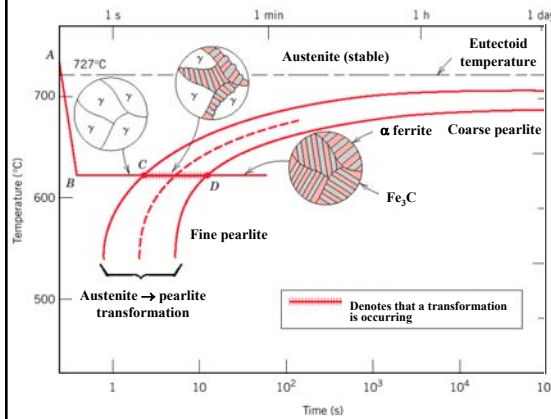 1 s
1 min
1 h
1 day
A
727°C
Austenite (stable)
Eutectoid
temperature
γ
γ
γ
γ
γ
γ
γ
γ
700
α ferrite
Coarse pearlite
C
B
D
600
Fe₃C
Fine pearlite
Temperature (°C)
Austenite → pearlite
transformation
500
Denotes that a transformation
is occurring
1
10
10²
10³
10⁴
10
Time (s)